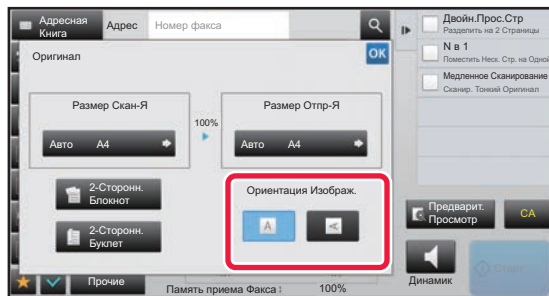 Адресная
Книга
Адрес
Номер факса
Двойн.Прос.Стр
Разделить на 2 Страницы
N в 1
Поместить Неск. Стр. на Одной
Медленное Сканирование
Сканир. Тонкий Оригинал
Оригинал
OK
Размер Скан-Я
100%
Размер Отпр-Я
Авто A4
Авто A4
2-Сторонн.
Блокнот
2-Сторонн.
Буклет
Ориентация Изображ.
A
A
Предварит.
Просмотр
CA
Прочие
Память приема Факса: 100%
Динамик
Старт